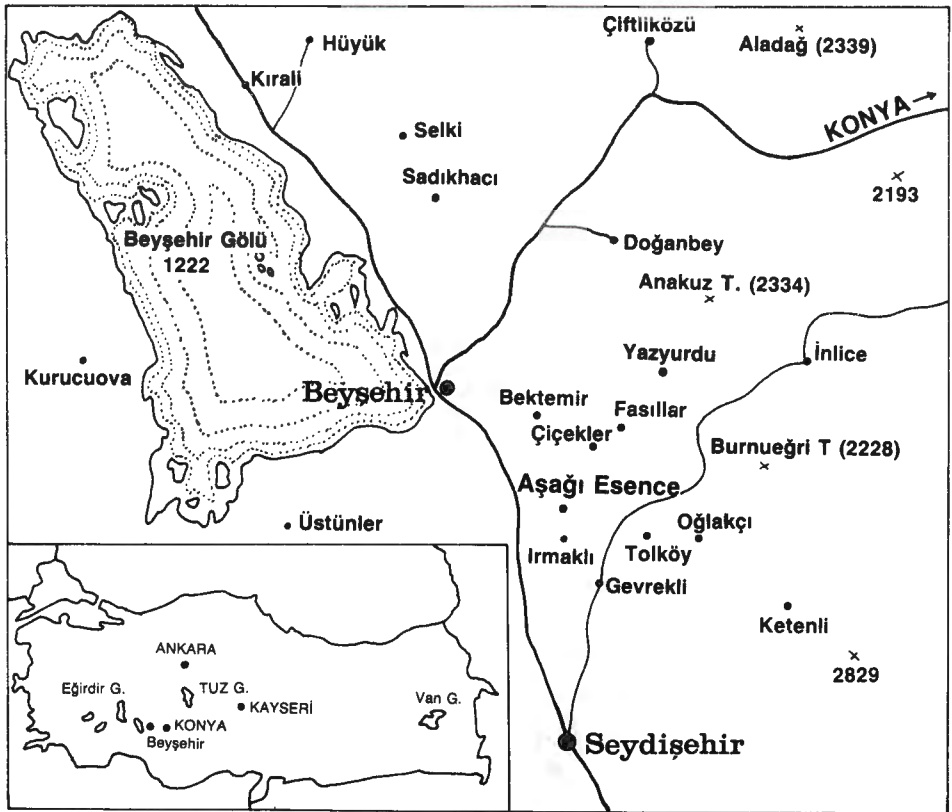 Hüyük
Kırali
Çiftliközü
Aladağ (2339)
KONYA →
Selki
Sadıkhacı
2193
Beyşehir Gölü
1222
Doğanbey
Anakuz T. (2334)
Kurucuova
Beyşehir
Yazyurdu
İnlice
Bektemir
Fasıllar
Çiçekler
Burnueğri T (2228)
Aşağı Esence
Üstünler
Irmaklı
Tolköy
Oğlakçı
Gevrekli
Ketenli
2829
Seydişehir
ANKARA
Eğirdir G.
TUZ G.
KAYSERİ
Van G.
KONYA
Beyşehir